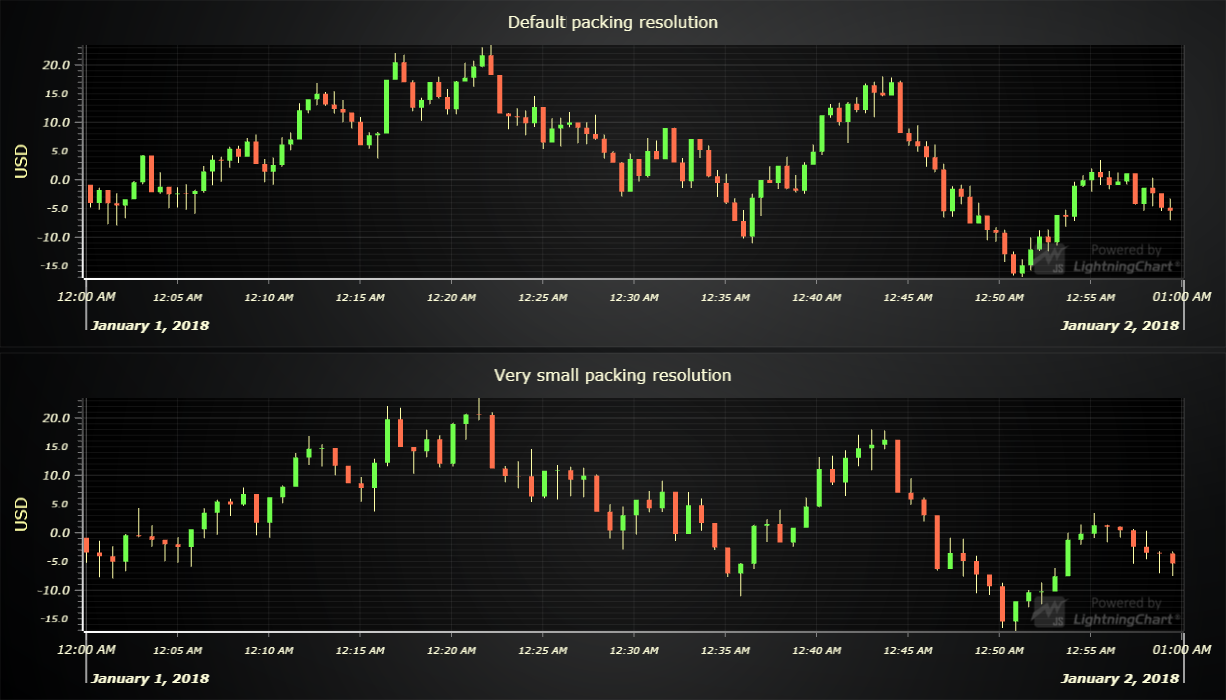 Default packing resolution
USD
20.0
15.0
10.0
5.0
0.0
-5.0
-10.0
-15.0
Powered by
JS LightningChart®
12:00 AM 12:05 AM 12:10 AM 12:15 AM 12:20 AM 12:25 AM 12:30 AM 12:35 AM 12:40 AM 12:45 AM 12:50 AM 12:55 AM 01:00 AM
January 1, 2018 January 2, 2018
Very small packing resolution
USD
20.0
15.0
10.0
5.0
0.0
-5.0
-10.0
-15.0
Powered by
JS LightningChart®
12:00 AM 12:05 AM 12:10 AM 12:15 AM 12:20 AM 12:25 AM 12:30 AM 12:35 AM 12:40 AM 12:45 AM 12:50 AM 12:55 AM 01:00 AM
January 1, 2018 January 2, 2018